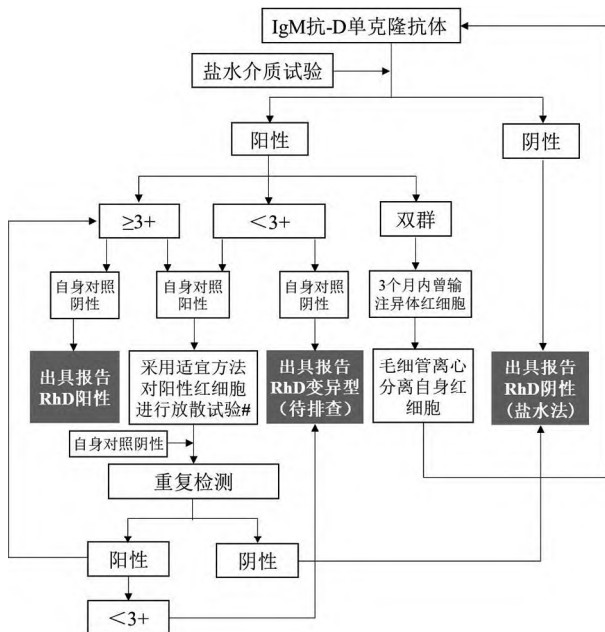 IgM抗-D单克隆抗体
盐水介质试验
阳性
阴性
≥3+
＜3+
双群
自身对照
阴性
自身对照
阳性
自身对照
阴性
3个月内曾输
注异体红细胞
出具报告
RhD阳性
采用适宜方法
对阳性红细胞
进行放散试验#
出具报告
RhD变异型
（待排查）
毛细管离心
分离自身红
细胞
出具报告
RhD阴性
(盐水法)
自身对照阴性
重复检测
阳性
阴性
＜3+